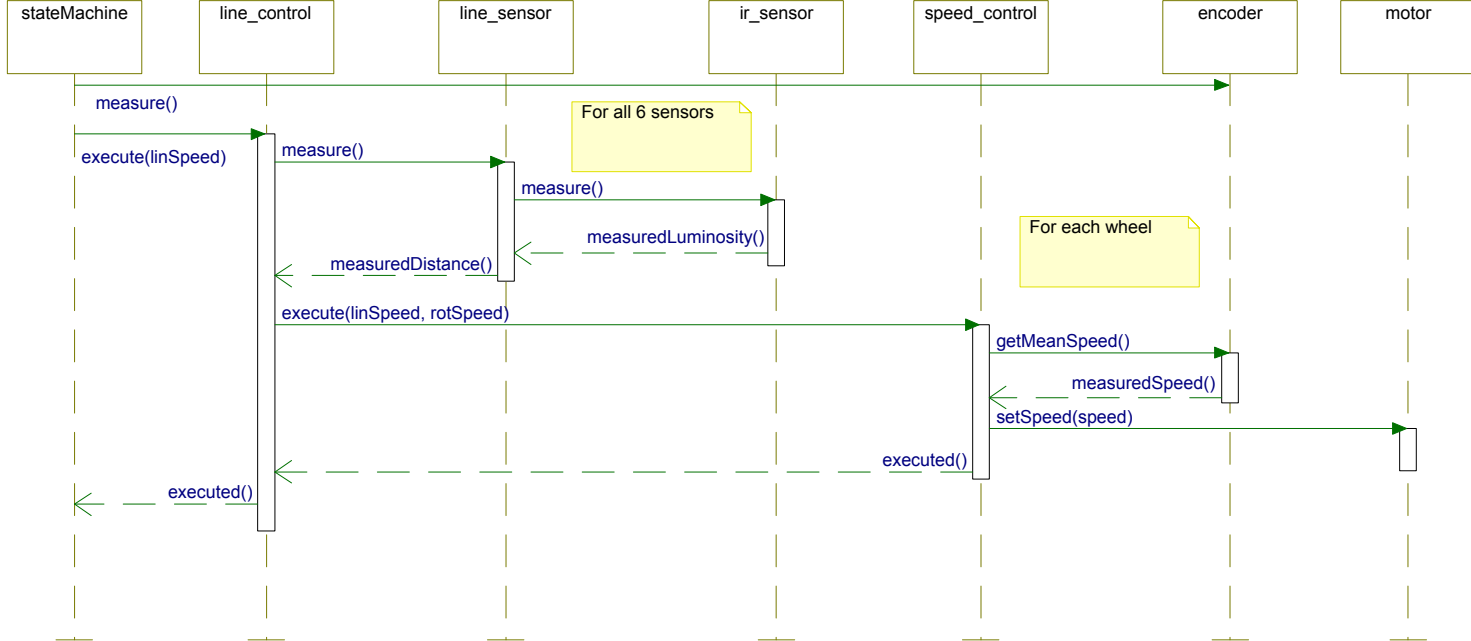 stateMachine
line_control
line_sensor
ir_sensor
speed_control
encoder
motor
measure()
For all 6 sensors
execute(linSpeed)
measure()
measure()
For each wheel
measuredLuminosity()
measuredDistance()
execute(linSpeed, rotSpeed)
getMeanSpeed()
measuredSpeed()
setSpeed(speed)
executed()
executed()